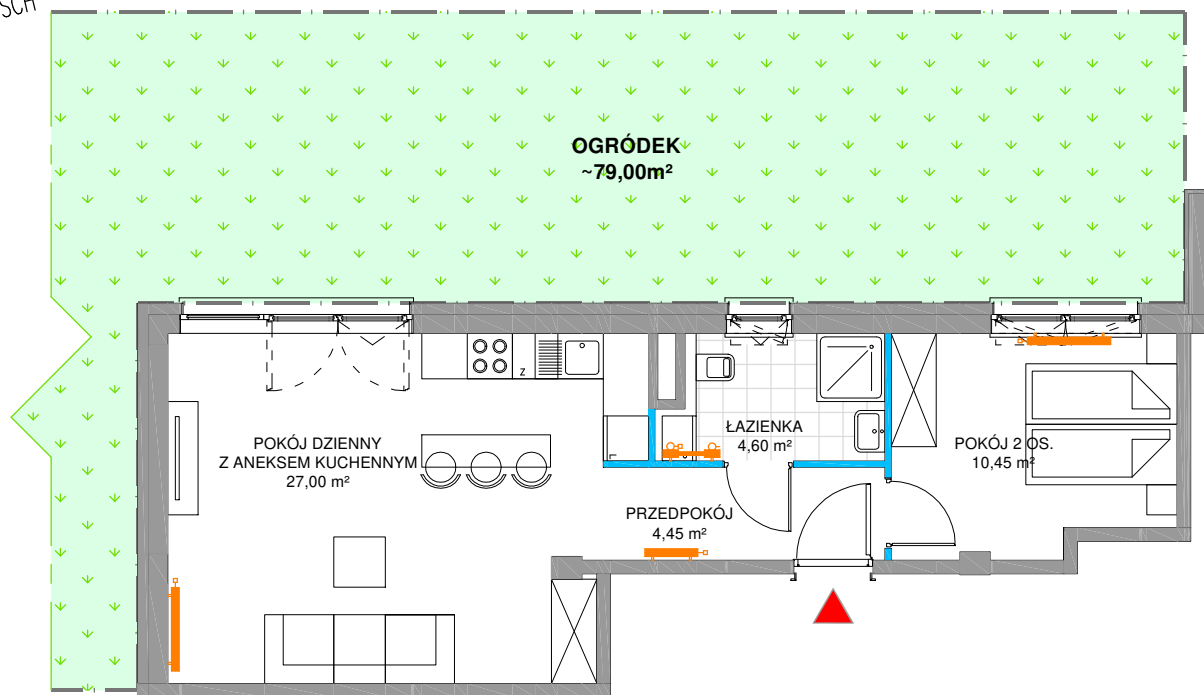 SCH
OGRÓDEK
~79,00m²
POKÓJ DZIENNY
Z ANEKSEM KUCHENNYM
27,00 m²
Z
ŁAZIENKA
4,60 m²
POKÓJ 2 OS.
10,45 m²
PRZEDPOKÓJ
4,45 m²
L